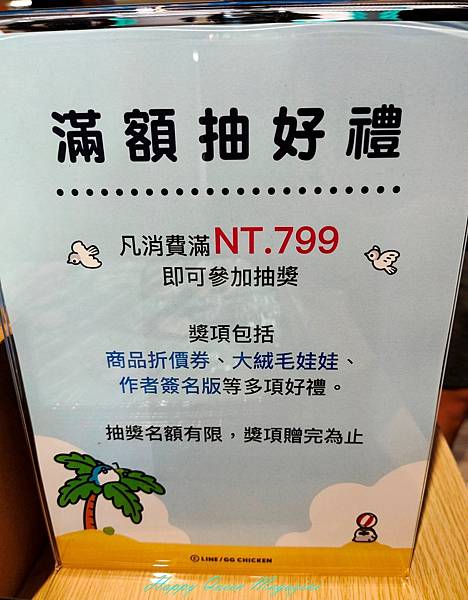 滿額抽好禮
凡消費滿NT.799
即可參加抽獎
獎項包括
商品折價券、大絨毛娃娃、
作者簽名版等多項好禮。
抽獎名額有限，獎項贈完為止
© LINE/GG CHICKEN
Happy Queen Magazine